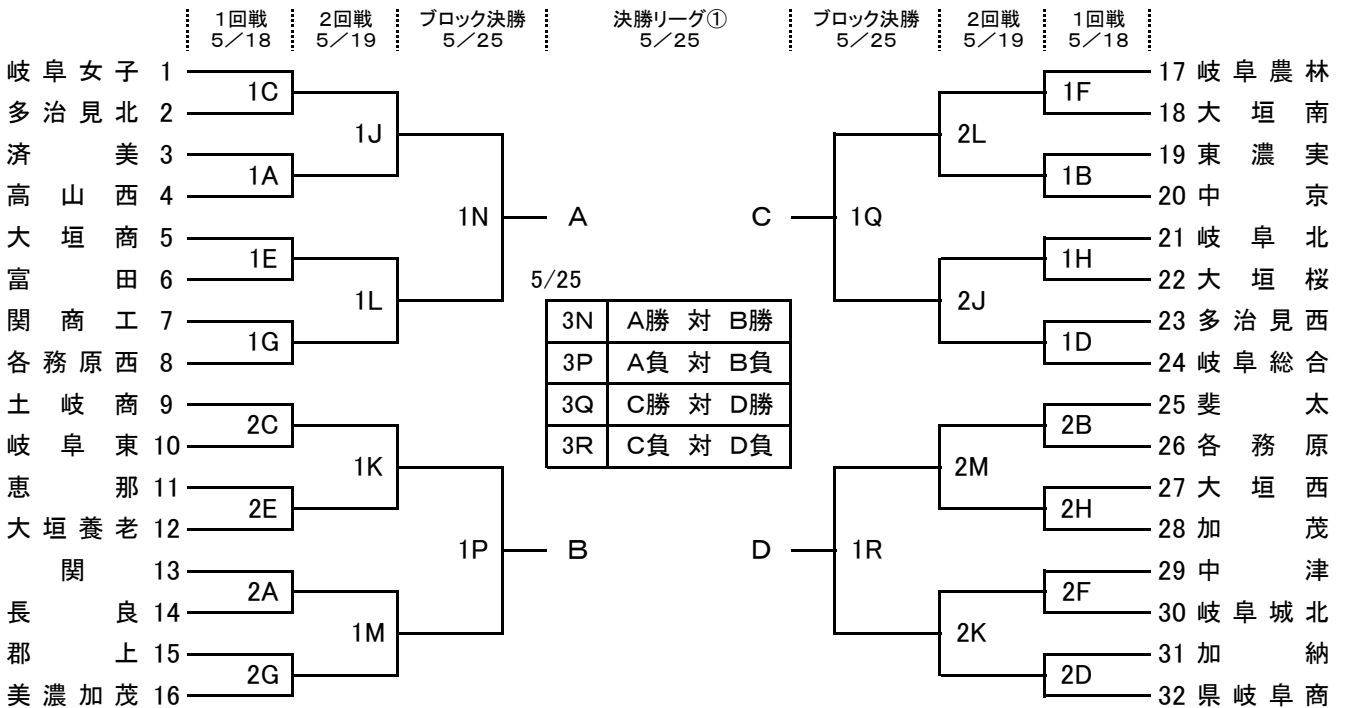 1回戦 2回戦 ブロック決勝 決勝リーグ① ブロック決勝 2回戦 1回戦
5/18 5/19 5/25 5/25 5/25 5/19 5/18
岐阜女子 1 17 岐阜農林
1C 1F
多治見北 2 18 大垣南
1J 2L
済美 3 19 東濃実
1A 1B
高山西 4 20 中京
1N A C 1Q
大垣商 5 21 岐阜北
1E 1H
富田 6 5/25 22 大垣桜
1L 2J
関商工 7 3N A勝 対 B勝 23 多治見西
1G 1D
各務原西 8 3P A負 対 B負 24 岐阜総合
土岐商 9 3Q C勝 対 D勝 25 斐太
2C 2B
岐阜東 10 3R C負 対 D負 26 各務原
1K 2M
恵那 11 27 大垣西
2E 2H
大垣養老 12 28 加茂
1P B D 1R
関 13 29 中津
2A 2F
長良 14 30 岐阜城北
1M 2K
郡上 15 31 加納
2G 2D
美濃加茂 16 32 県岐阜商